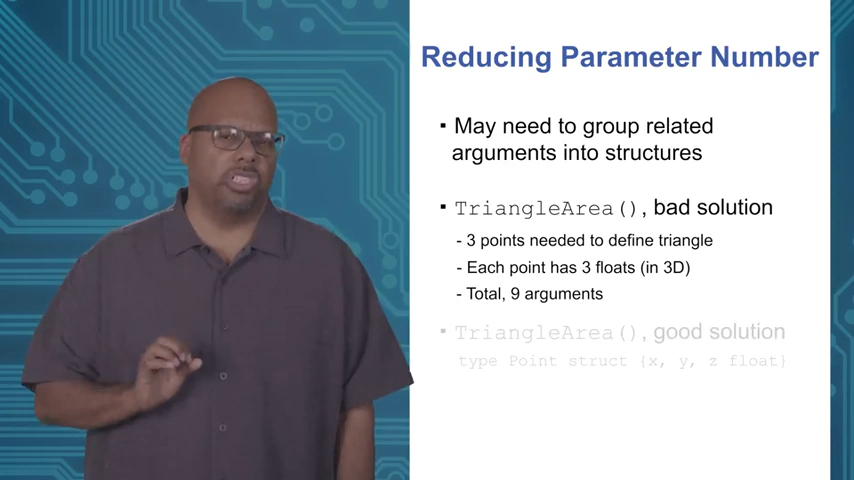 Reducing Parameter Number
▪ May need to group related
arguments into structures
▪ TriangleArea(), bad solution
- 3 points needed to define triangle
- Each point has 3 floats (in 3D)
- Total, 9 arguments
▪ TriangleArea(), good solution
type Point struct {x, y, z float}